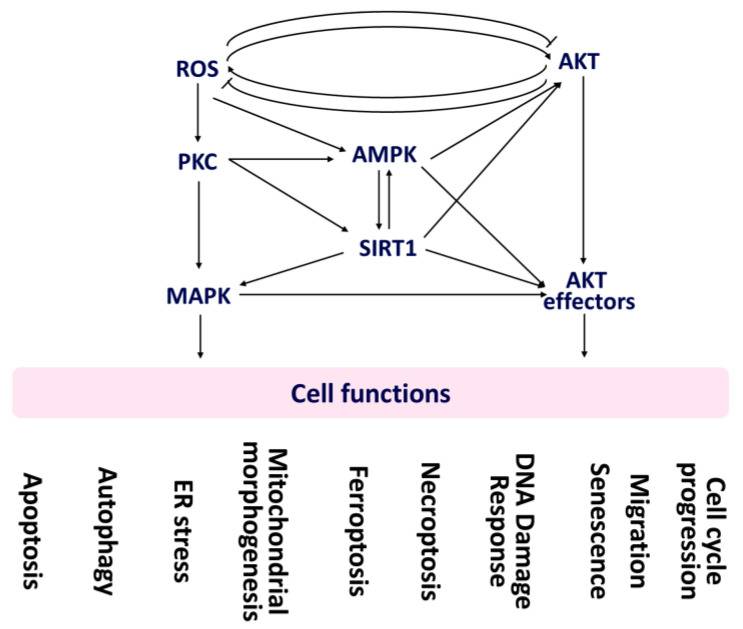 ROS
AKT
PKC
AMPK
SIRT1
MAPK
AKT
effectors
Cell functions
Apoptosis
Autophagy
ER stress
Mitochondrial
morphogenesis
Ferroptosis
Necroptosis
DNA Damage
Response
Senescence
Migration
Cell cycle
progression